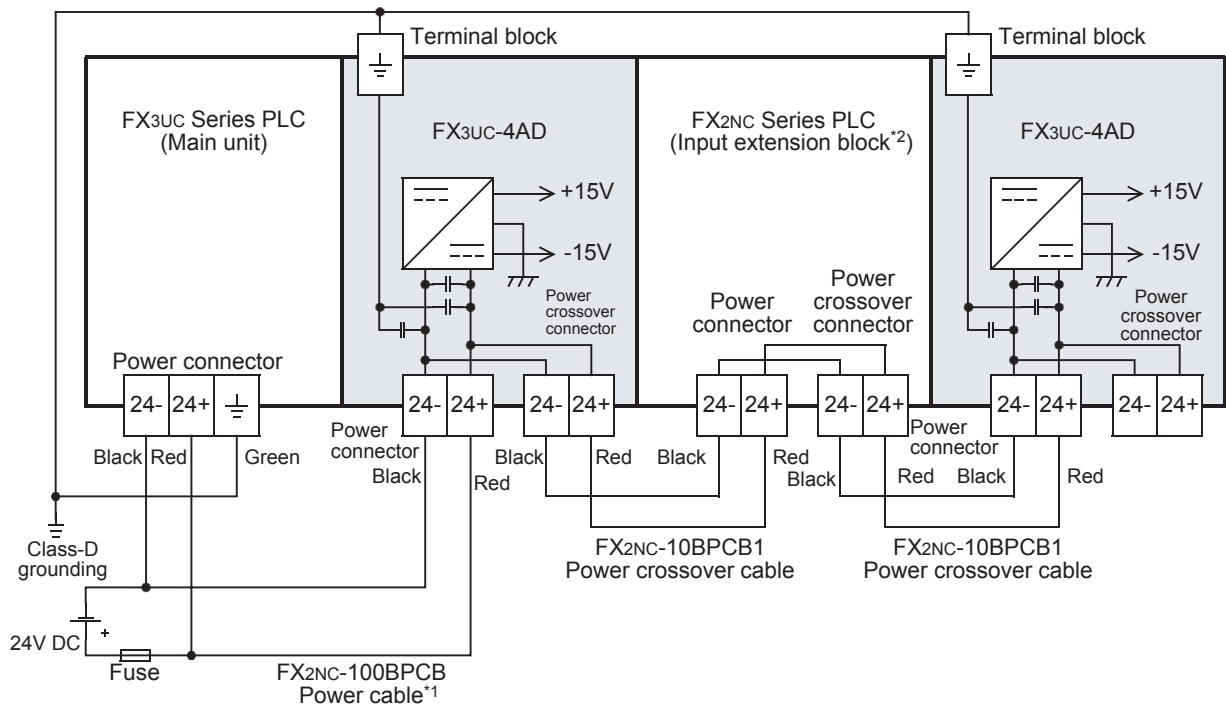 Terminal block
Terminal block
FX3UC Series PLC
(Main unit)
FX3UC-4AD
FX2NC Series PLC
(Input extension block*2)
FX3UC-4AD
+15V
-15V
+15V
-15V
Power
crossover
connector
Power
connector
Power
crossover
connector
Power
crossover
connector
Power connector
24- 24+
24- 24+
24- 24+
24- 24+
24- 24+
24- 24+
24- 24+
Black Red Green
Power
connector
Black
Red
Black Red
Black Red
Black
Red
Power
connector
Black
Red
Class-D
grounding
FX2NC-10BPCB1
Power crossover cable
FX2NC-10BPCB1
Power crossover cable
24V DC
+
Fuse
FX2NC-100BPCB
Power cable*1